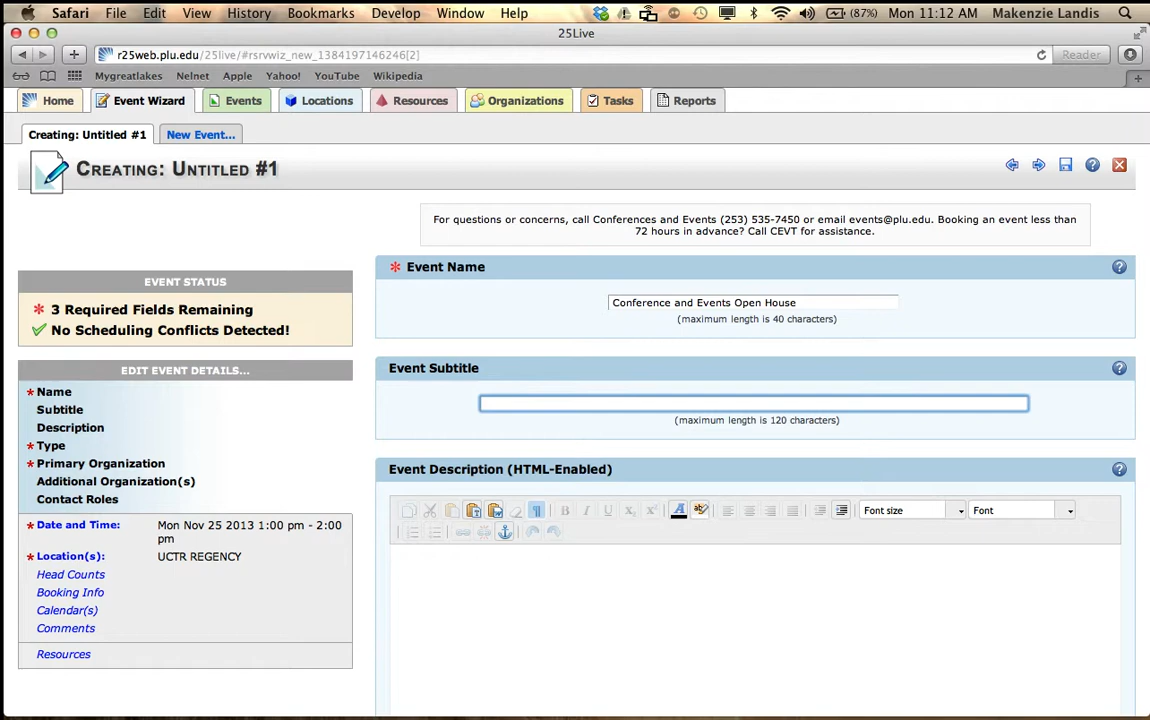 Safari File Edit View History Bookmarks Develop Window Help (87%) Mon 11:12 AM Makenzie Landis
25Live
r25web.plu.edu/25live/#rsrvwiz_new_1384197146246[2] Reader
Mygreatlakes Nelnet Apple Yahoo! YouTube Wikipedia
Home Event Wizard Events Locations Resources Organizations Tasks Reports
Creating: Untitled #1 New Event...
CREATING: UNTITLED #1
For questions or concerns, call Conferences and Events (253) 535-7450 or email events@plu.edu. Booking an event less than
72 hours in advance? Call CEVT for assistance.
EVENT STATUS
* 3 Required Fields Remaining
No Scheduling Conflicts Detected!
EDIT EVENT DETAILS...
* Name
Subtitle
Description
* Type
* Primary Organization
Additional Organization(s)
Contact Roles
* Date and Time: Mon Nov 25 2013 1:00 pm - 2:00
pm
* Location(s): UCTR REGENCY
Head Counts
Booking Info
Calendar(s)
Comments
Resources
* Event Name
Conference and Events Open House
(maximum length is 40 characters)
Event Subtitle
(maximum length is 120 characters)
Event Description (HTML-Enabled)
B I U x₂ x² A Font size Font